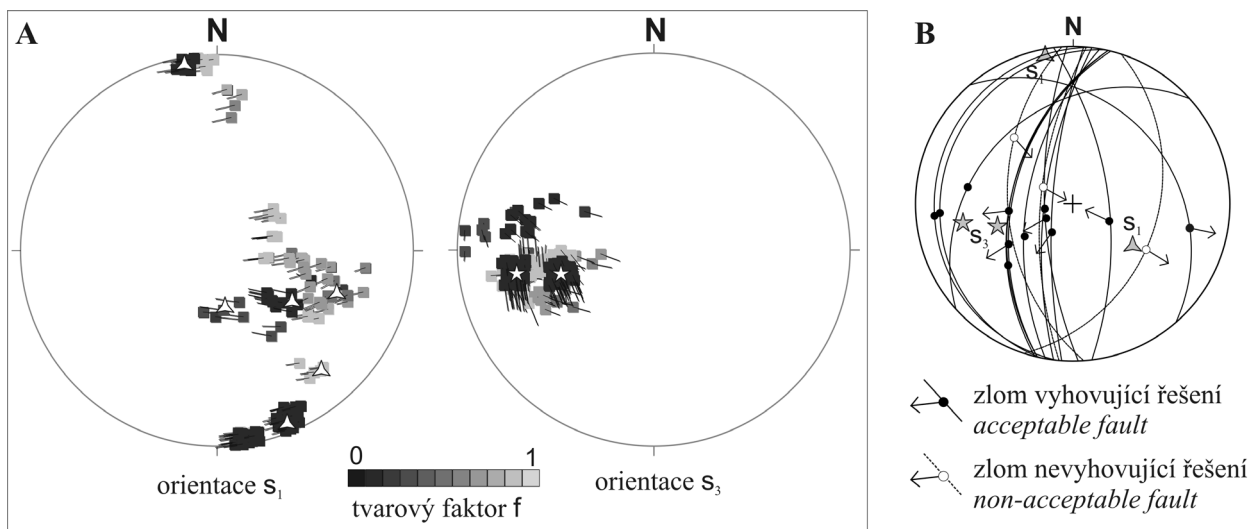 A
N
N
orientace s1
0
1
tvarový faktor f
orientace s3
B
N
s1
s3
s1
zlom vyhovující řešení
acceptable fault
zlom nevyhovující řešení
non-acceptable fault